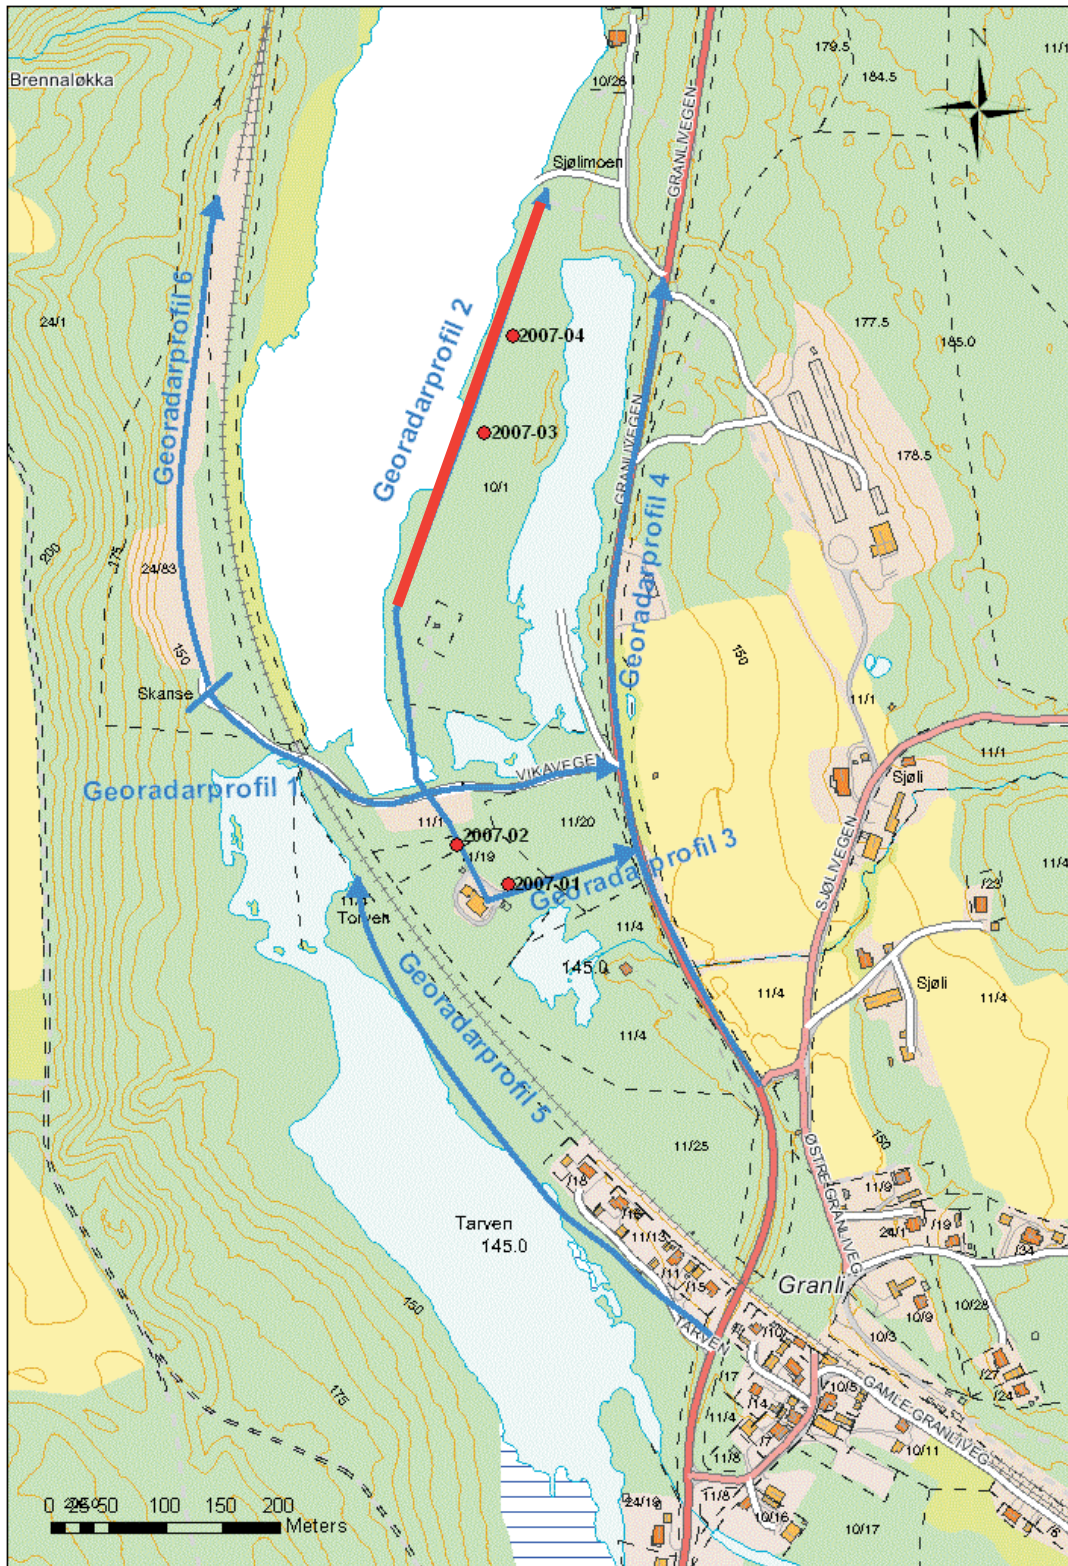 N
179.5
11/1
184.5
Brennaløkka
10/26
GRANLIVEGEN
Sjølimoen
Georadarprofil 6
Georadarprofil 2
24/1
177.5
2007-04
185.0
2007-03
GRANLIVEGEN
178.5
10/1
Georadarprofil 4
200
175
24/83
150
150
Skanse
11/1
11/1
VIKAVEGEN
Sjøli
Georadarprofil 1
11/1
11/20
2007-02
11/19
Georadarprofil 3
SJØLIVEGEN
11/4
2007-01
/23
Torven
11/4
145.0
11/4
11/4
Sjøli
11/4
Georadarprofil 5
11/25
150
ØSTRE-GRANLIVEG
/18
11/9
/16
24/1
/19
Tarven
145.0
11/15
/34
/11
/15
Granli
10/28
150
10/9
TARVEN
10/3
/27
/17
10/5
/24
175
GAMLE-GRANLIVEG
/14
11/4
/7
10/11
11/8
0 25 50 100 150 200
Meters
24/19
11/8
10/16
10/17
/6